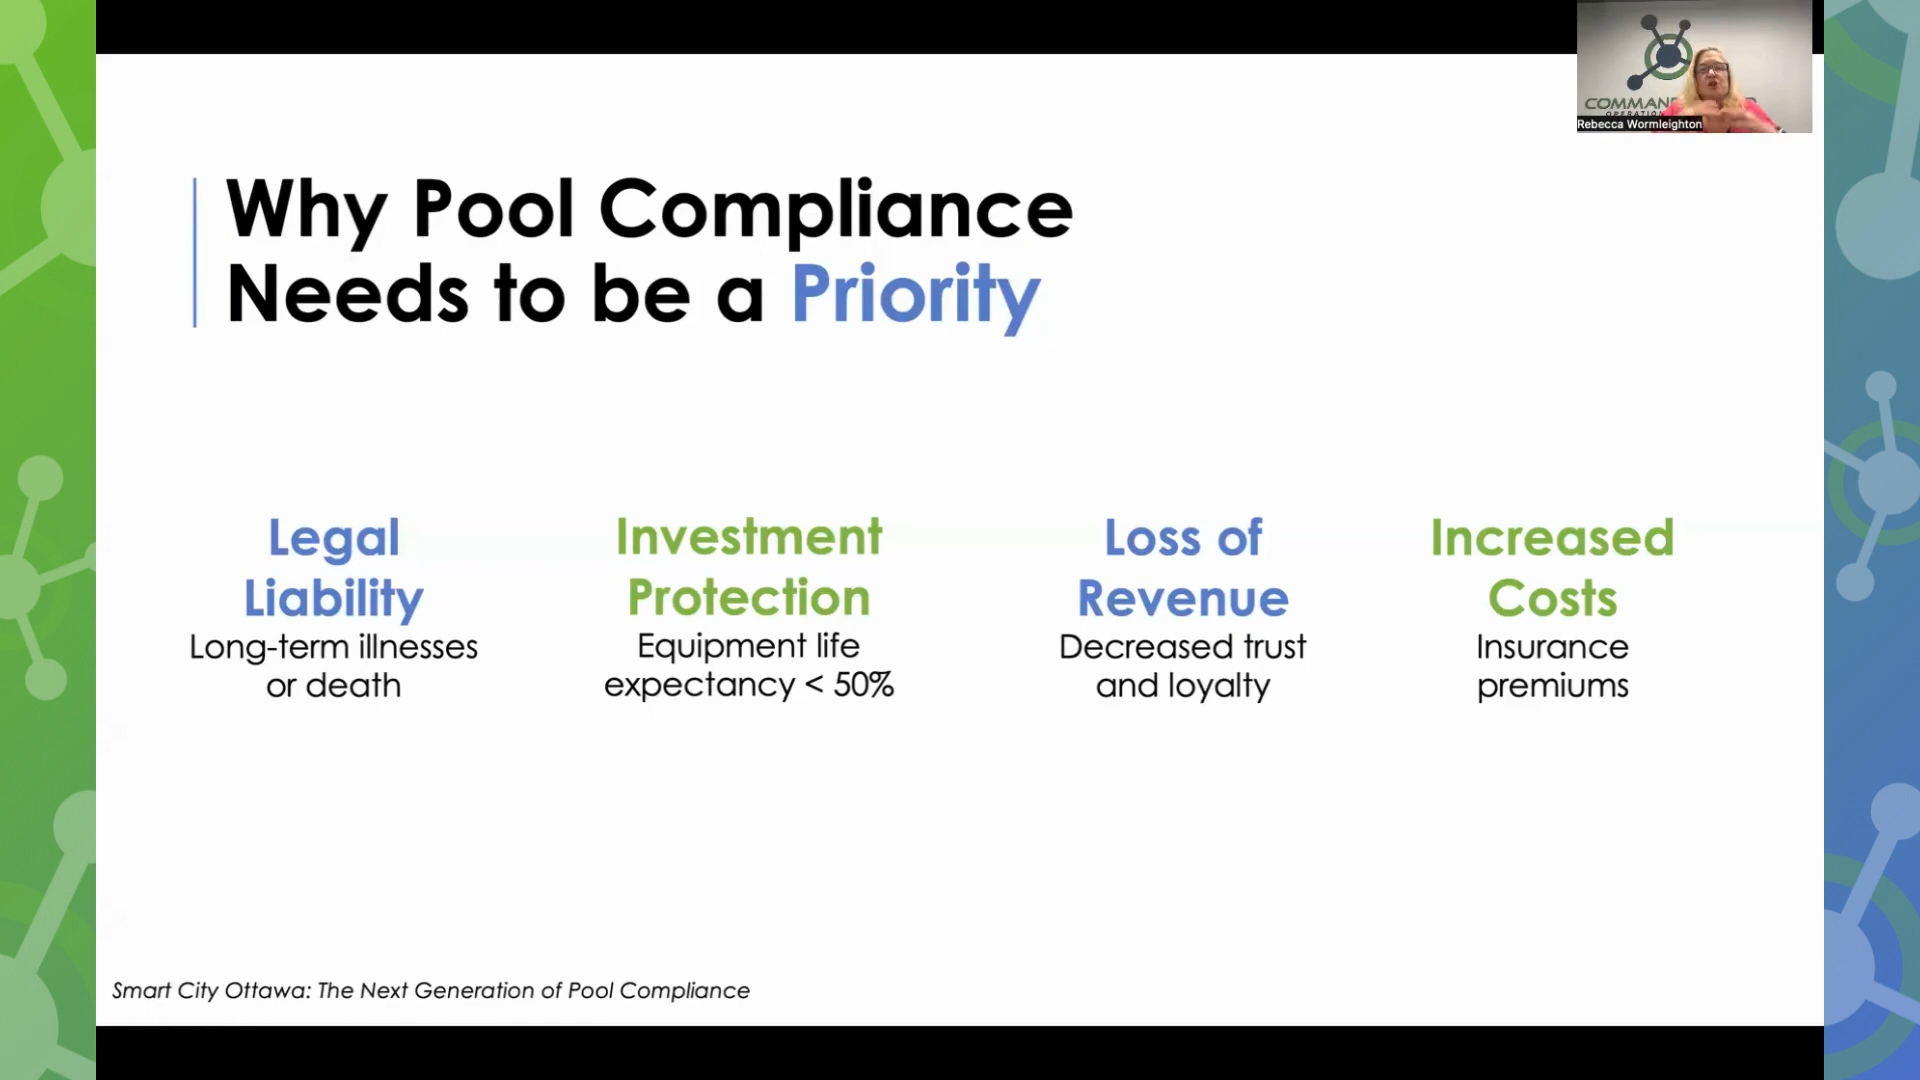 COMMAN
Rebecca Wormleighton
Why Pool Compliance
Needs to be a Priority
Legal
Liability
Long-term illnesses
or death
Investment
Protection
Equipment life
expectancy < 50%
Loss of
Revenue
Decreased trust
and loyalty
Increased
Costs
Insurance
premiums
Smart City Ottawa: The Next Generation of Pool Compliance